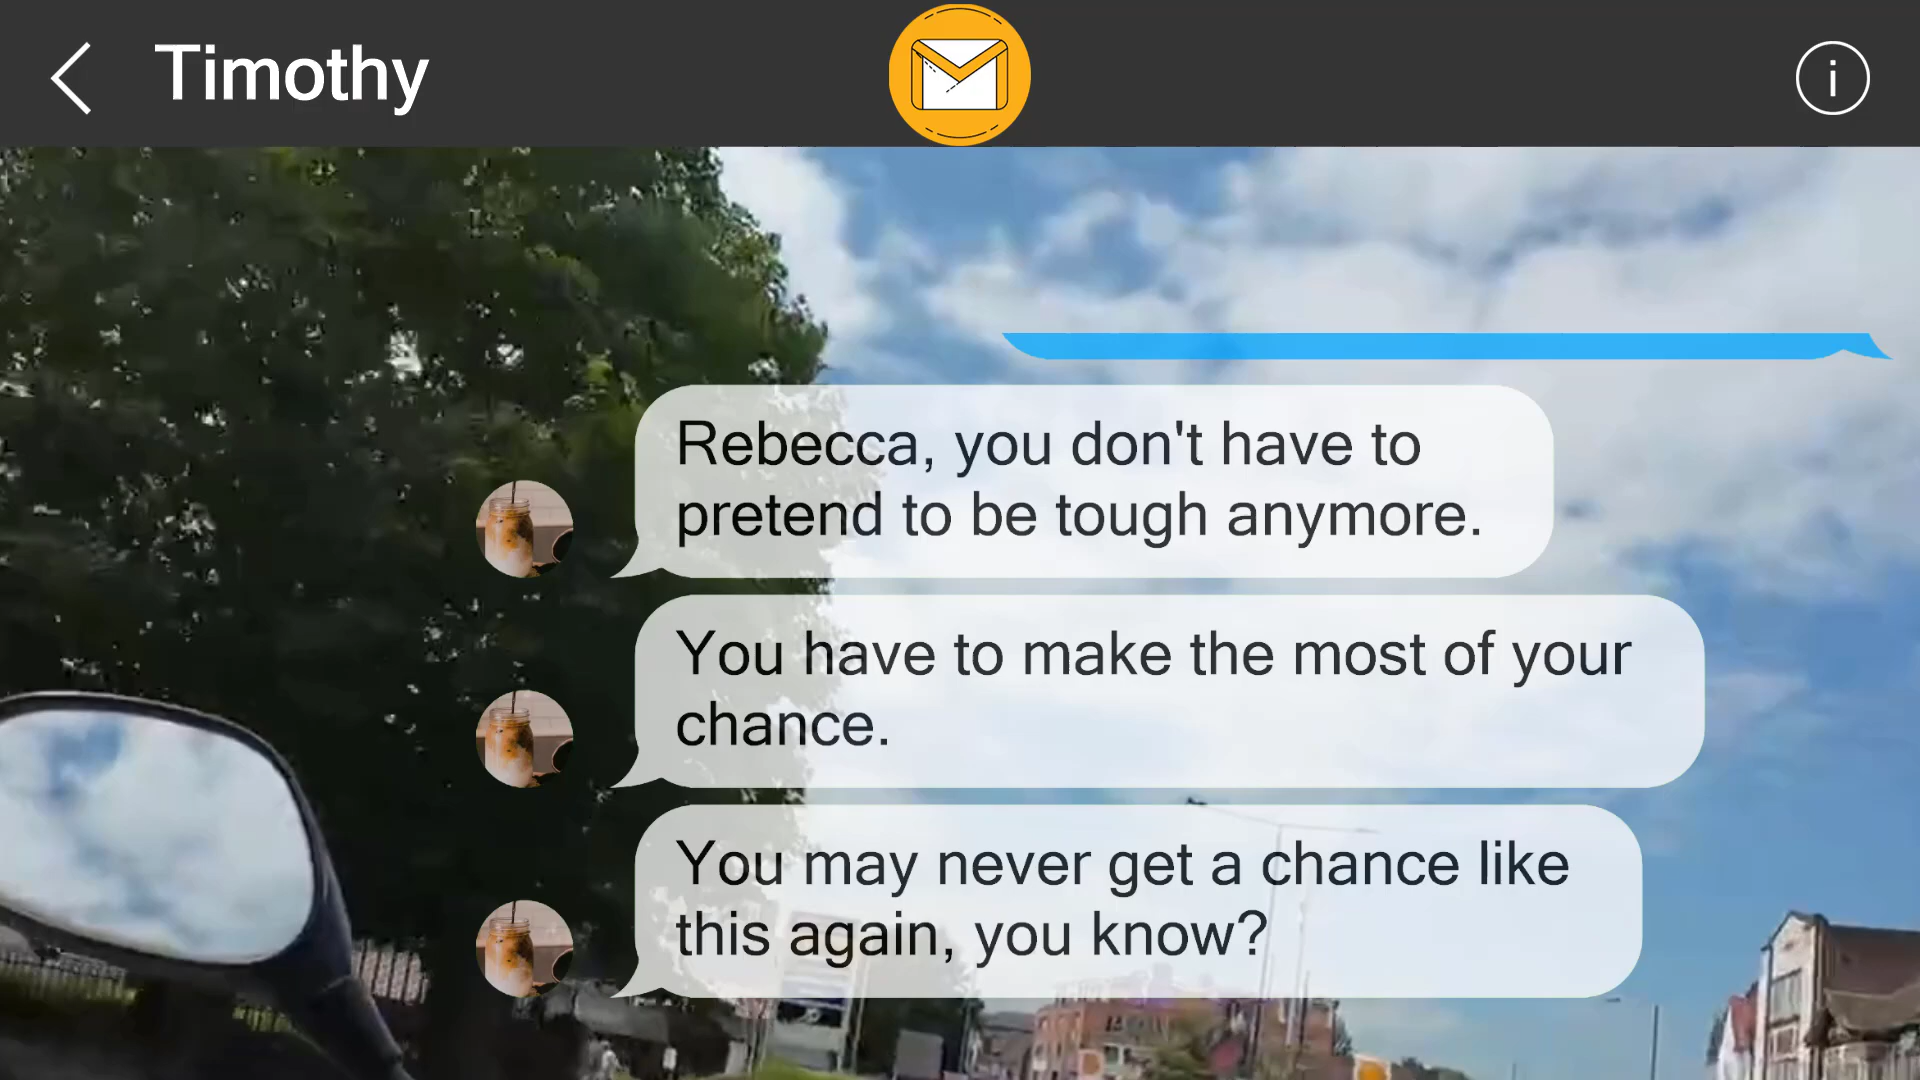 Timothy
Rebecca, you don't have to
pretend to be tough anymore.
You have to make the most of your
chance.
You may never get a chance like
this again, you know?